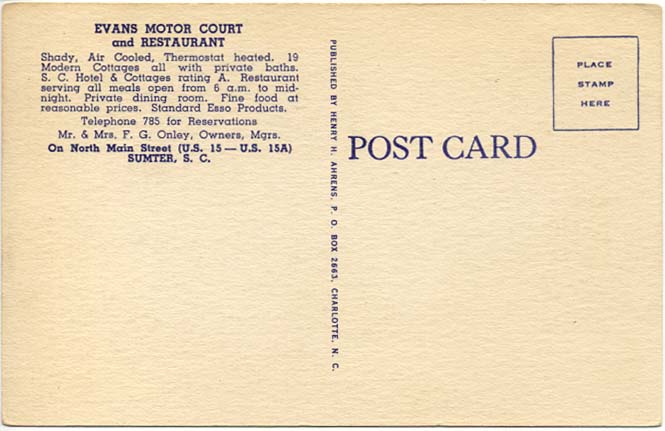 EVANS MOTOR COURT
and RESTAURANT
Shady, Air Cooled, Thermostat heated. 19
Modern Cottages all with private baths.
S. C. Hotel & Cottages rating A. Restaurant
serving all meals open from 6 a.m. to mid-
night. Private dining room. Fine food at
reasonable prices. Standard Esso Products.
Telephone 785 for Reservations
Mr. & Mrs. F. G. Onley, Owners, Mgrs.
On North Main Street (U.S. 15 — U.S. 15A)
SUMTER, S. C.
PUBLISHED BY HENRY H. AHRENS, P. O. BOX 2663, CHARLOTTE, N. C.
POST CARD
PLACE
STAMP
HERE